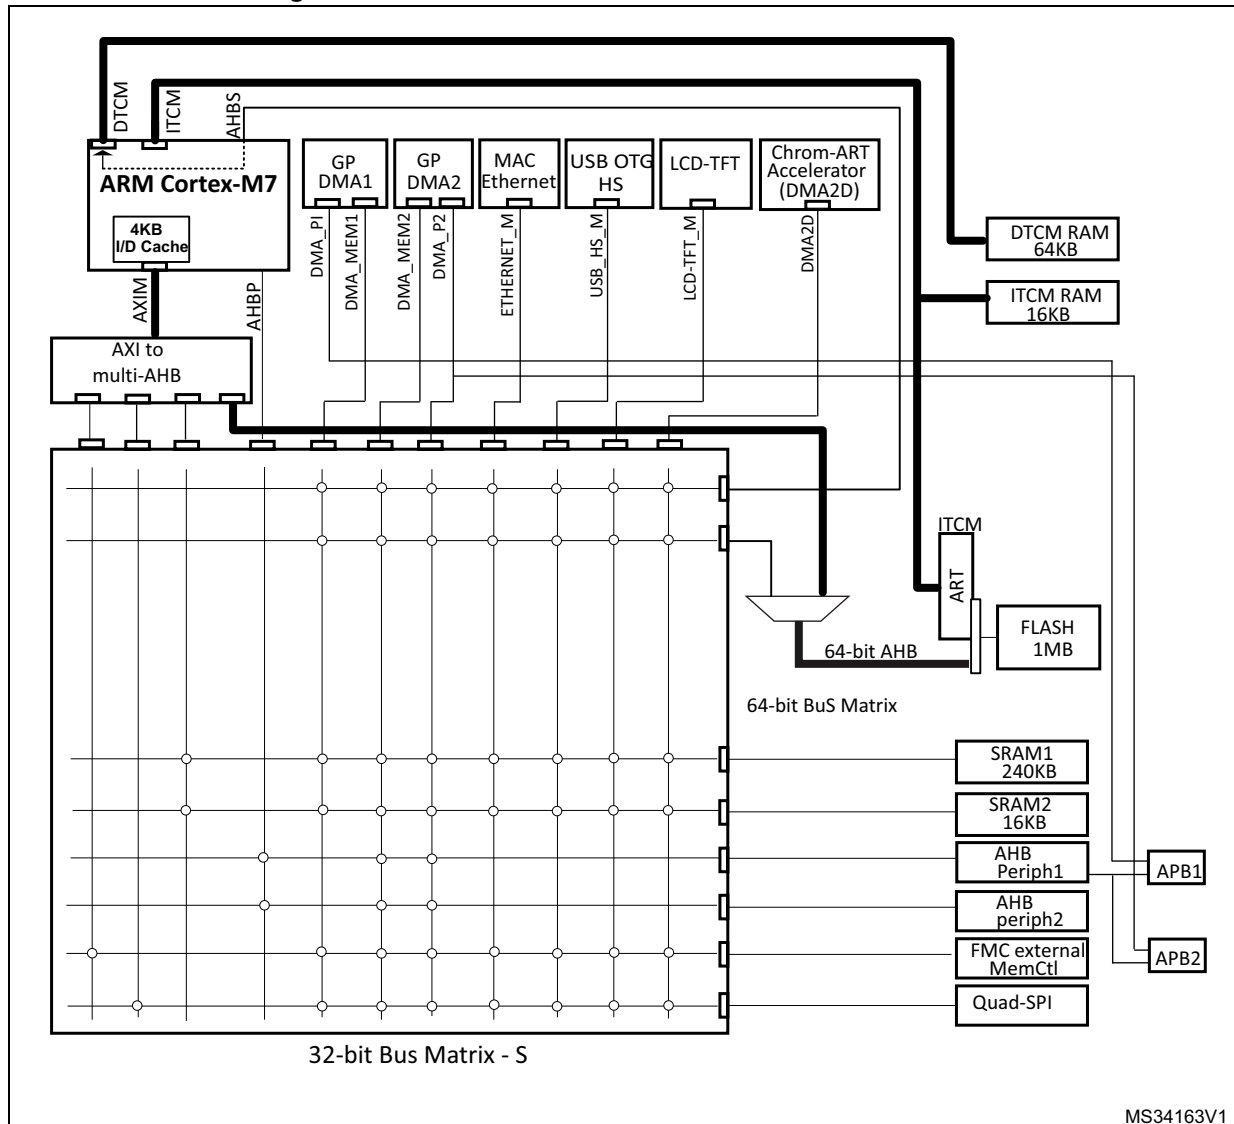 DTCM
ITCM
AHBS
ARM Cortex-M7
4KB
I/D Cache
AXIM
AHBP
GP
DMA1
GP
DMA2
MAC
Ethernet
USB OTG
HS
LCD-TFT
Chrom-ART
Accelerator
(DMA2D)
DMA_PI
DMA_MEM1
DMA_MEM2
DMA_P2
ETHERNET_M
USB_HS_M
LCD-TFT_M
DMA2D
DTCM RAM
64KB
ITCM RAM
16KB
AXI to
multi-AHB
ITCM
ART
FLASH
1MB
64-bit AHB
64-bit BuS Matrix
SRAM1
240KB
SRAM2
16KB
AHB
Periph1
APB1
AHB
periph2
FMC external
MemCtl
APB2
Quad-SPI
32-bit Bus Matrix - S
MS34163V1